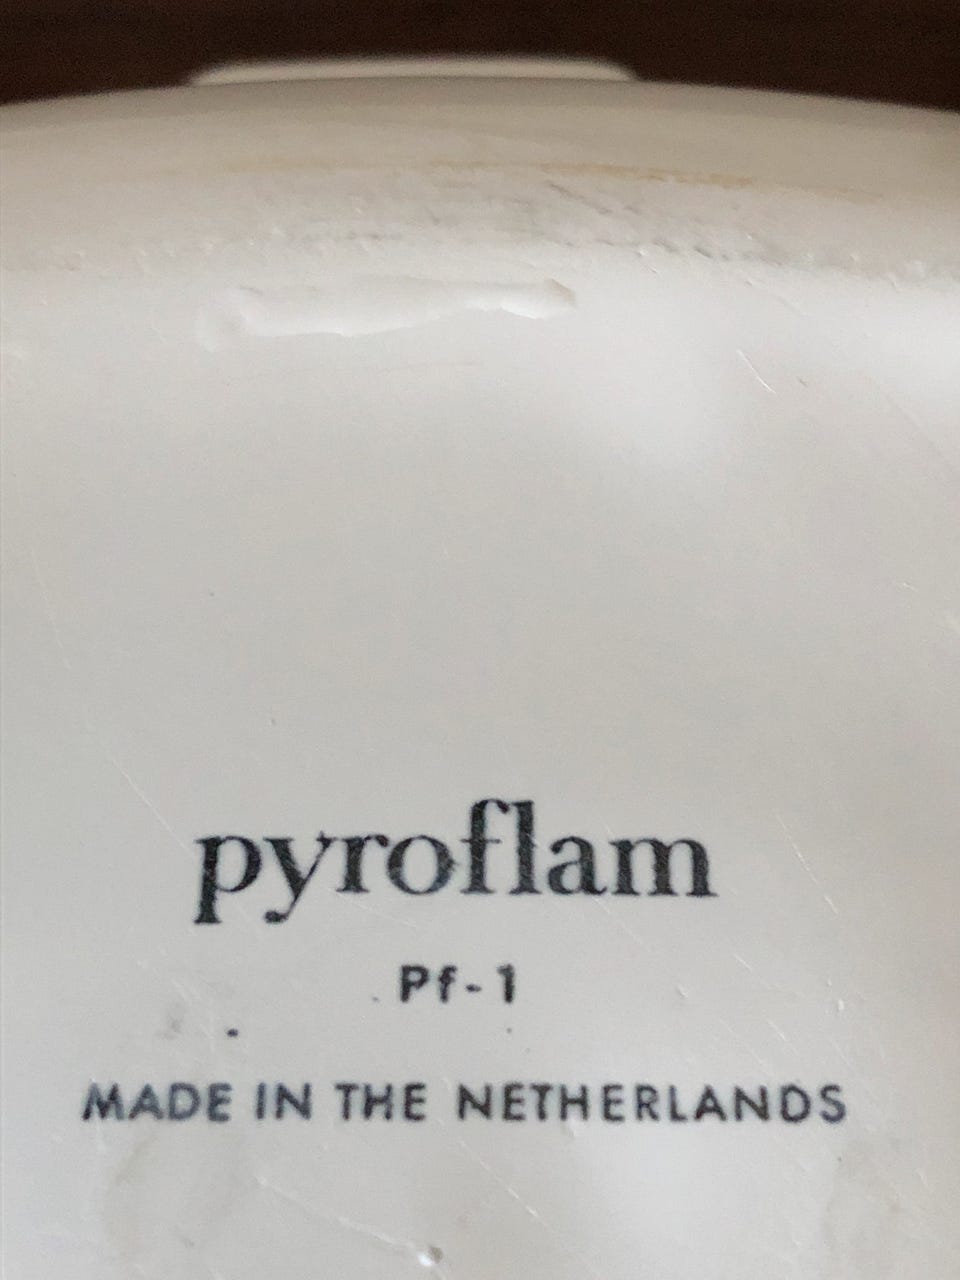 pyroflam
Pf-1
MADE IN THE NETHERLANDS